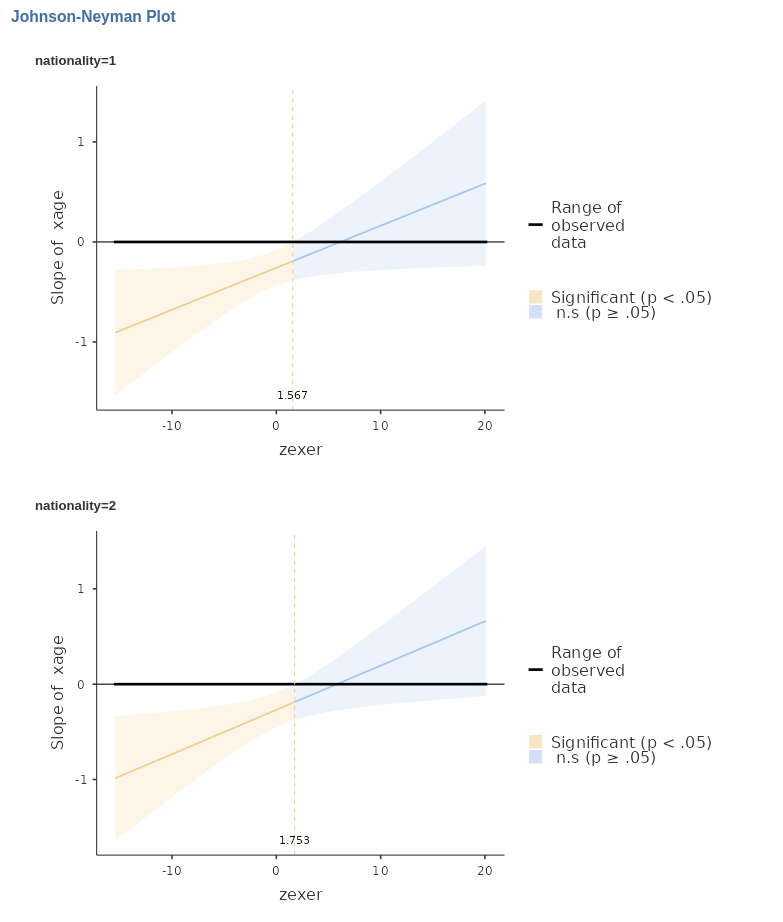 Johnson-Neyman Plot
nationality=1
Slope of xage
1
0
-1
1.567
-10
0
10
20
zexer
Range of
observed
data
Significant (p < .05)
n.s (p ≥ .05)
nationality=2
Slope of xage
1
0
-1
1.753
-10
0
10
20
zexer
Range of
observed
data
Significant (p < .05)
n.s (p ≥ .05)